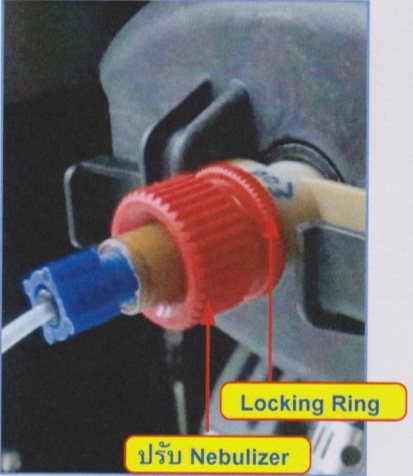 Locking Ring
ปรับ Nebulizer